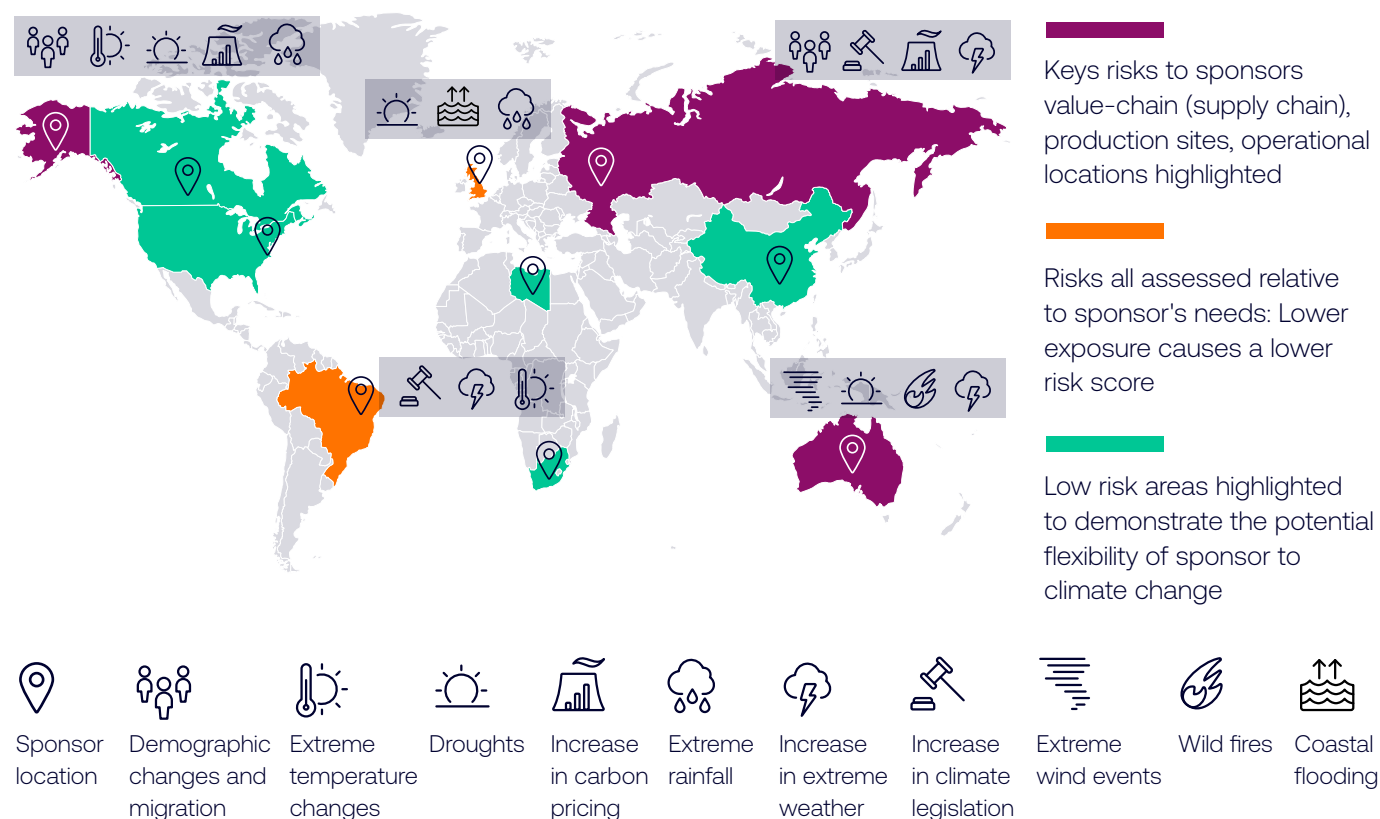 Keys risks to sponsors
value-chain (supply chain),
production sites, operational
locations highlighted
Risks all assessed relative
to sponsor's needs: Lower
exposure causes a lower
risk score
Low risk areas highlighted
to demonstrate the potential
flexibility of sponsor to
climate change
Sponsor
location
Demographic
changes and
migration
Extreme
temperature
changes
Droughts
Increase
in carbon
pricing
Extreme
rainfall
Increase
in extreme
weather
Increase
in climate
legislation
Extreme
wind events
Wild fires
Coastal
flooding